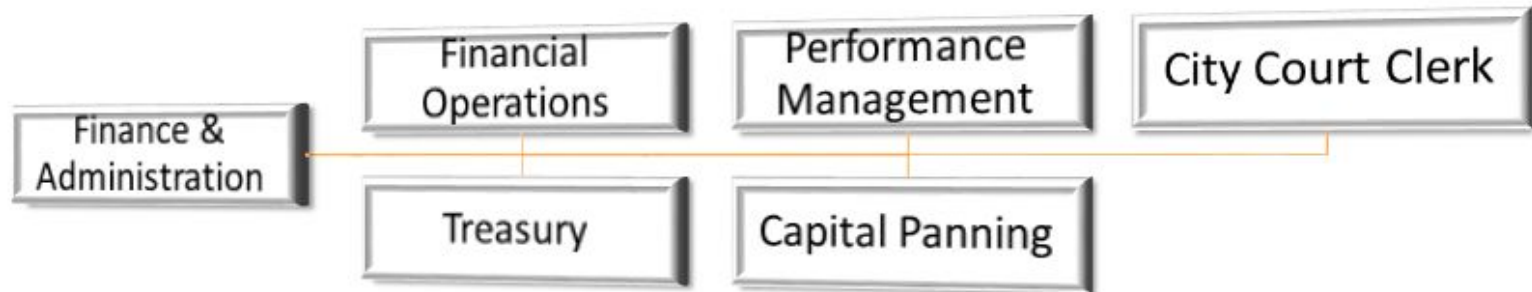 Finance &
Administration
Financial
Operations
Treasury
Performance
Management
Capital Panning
City Court Clerk